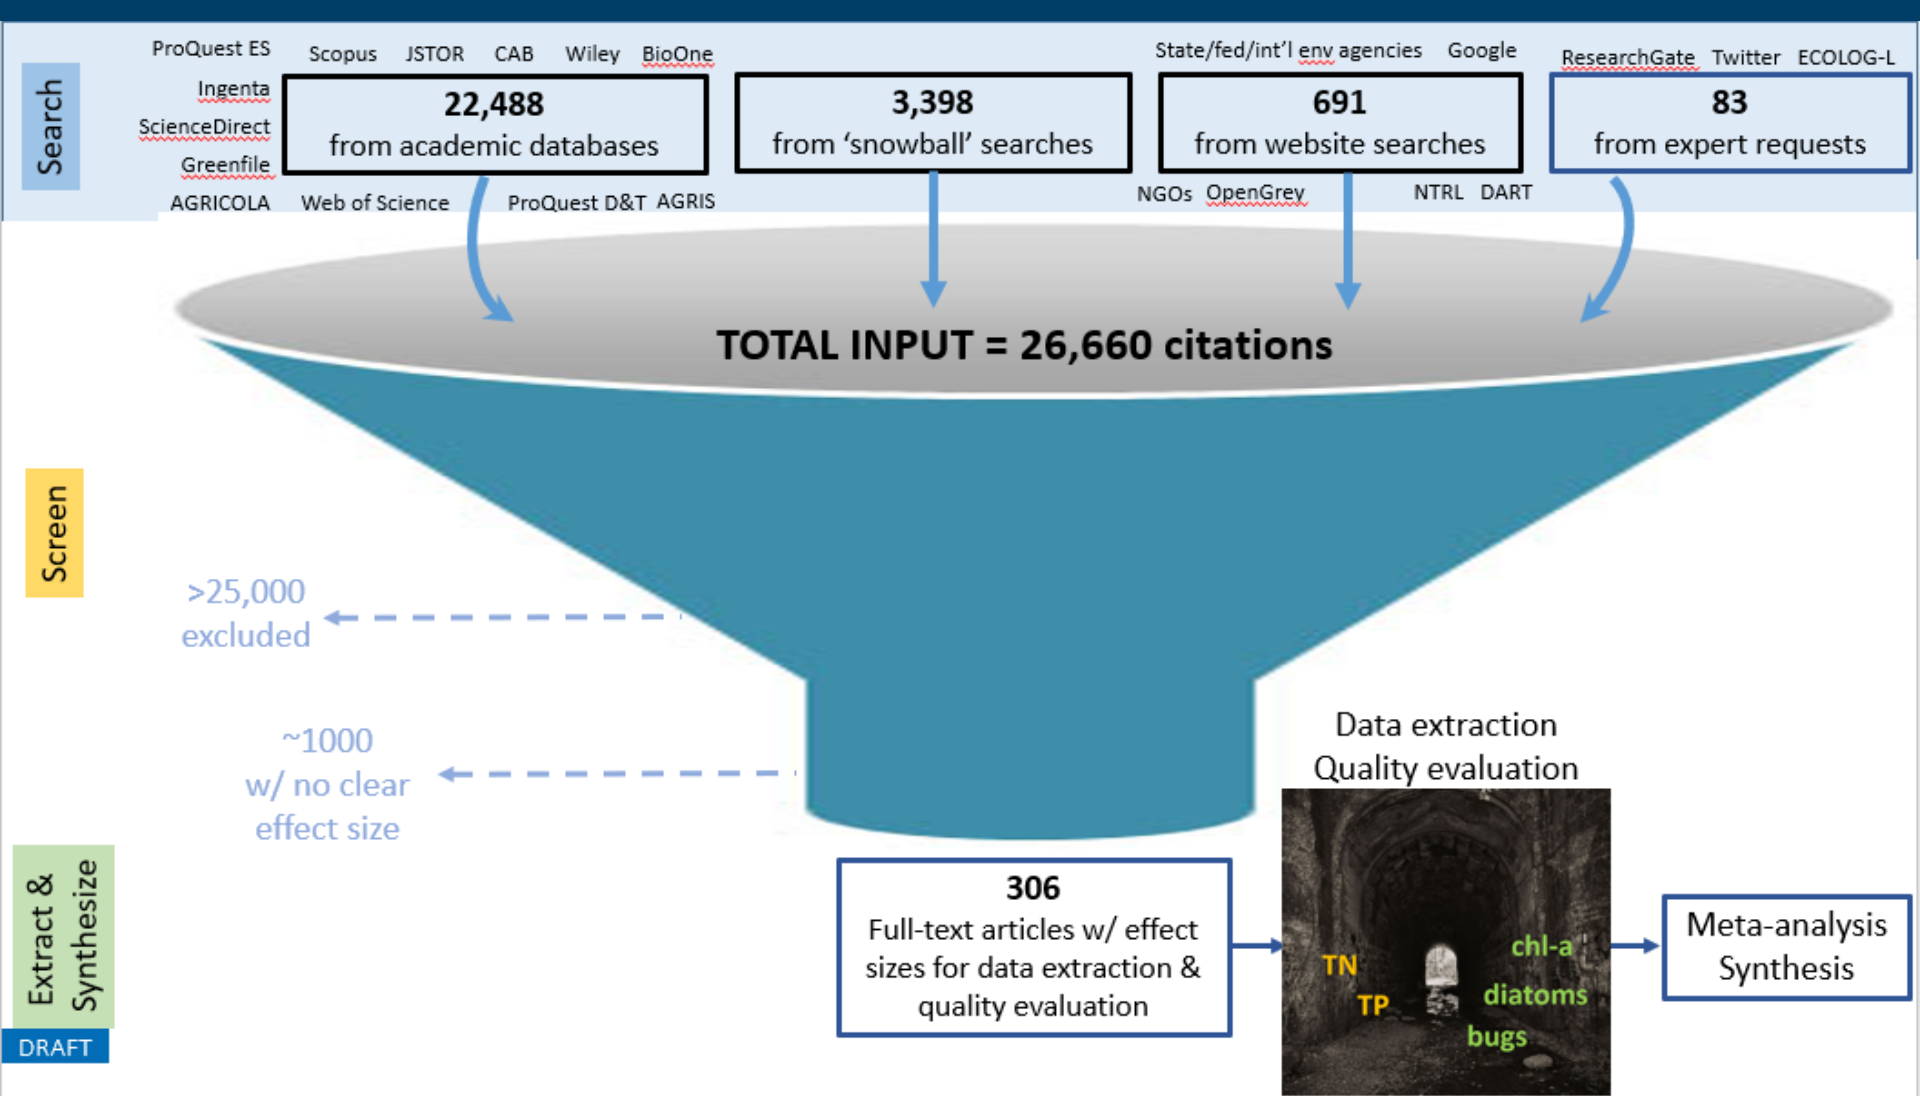 Search
ProQuest ES
Scopus JSTOR CAB Wiley BioOne
Ingenta
ScienceDirect
Greenfile
AGRICOLA Web of Science ProQuest D&T AGRIS
22,488
from academic databases
3,398
from ‘snowball’ searches
State/fed/int’l env agencies Google
691
from website searches
NGOs OpenGrey NTRL DART
ResearchGate Twitter ECOLOG-L
83
from expert requests
TOTAL INPUT = 26,660 citations
Screen
>25,000
excluded
~1000
w/ no clear
effect size
Extract &
Synthesize
DRAFT
306
Full-text articles w/ effect
sizes for data extraction &
quality evaluation
Data extraction
Quality evaluation
TN
TP
chl-a
diatoms
bugs
Meta-analysis
Synthesis